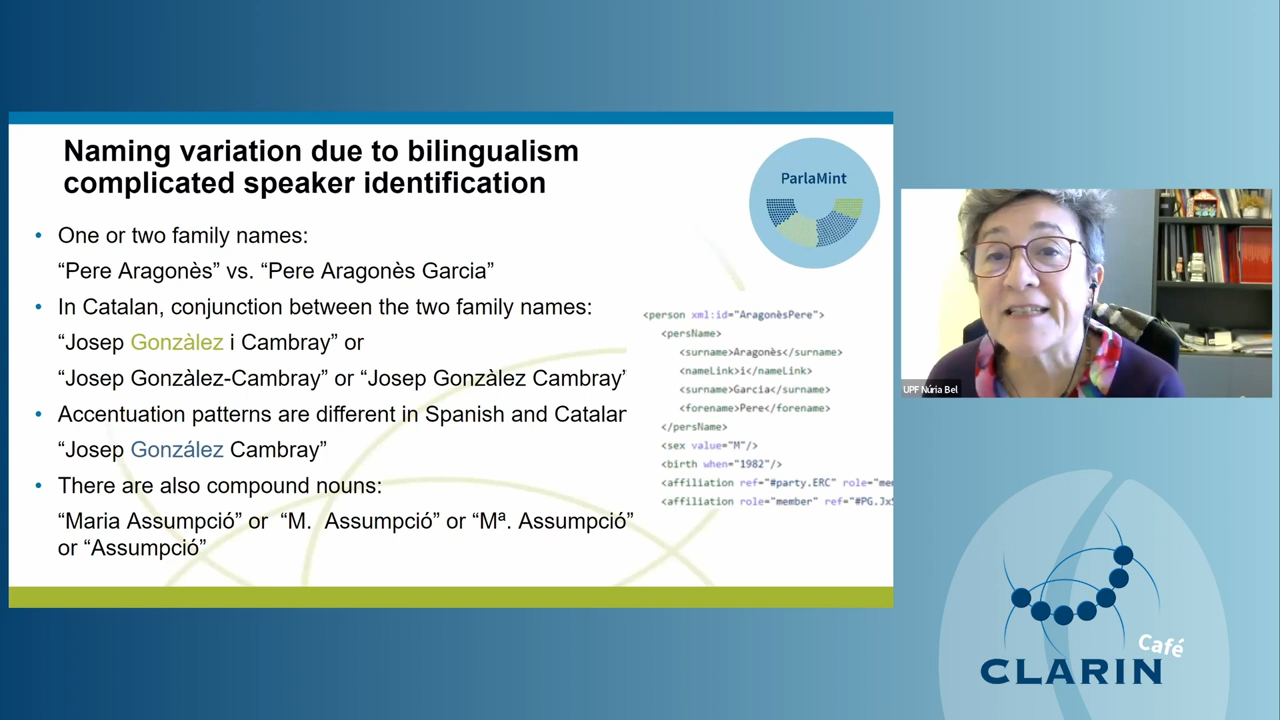 Naming variation due to bilingualism
complicated speaker identification
ParlaMint
• One or two family names:
“Pere Aragonès” vs. “Pere Aragonès Garcia”
• In Catalan, conjunction between the two family names:
“Josep Gonzàlez i Cambray” or
“Josep Gonzàlez-Cambray” or “Josep Gonzàlez Cambray”
• Accentuation patterns are different in Spanish and Catalan
“Josep González Cambray”
• There are also compound nouns:
“Maria Assumpció” or “M. Assumpció” or “Mª. Assumpció”
or “Assumpció”
<person xml:id="AragonèsPere">
<persName>
<surname>Aragonès</surname>
<nameLink>i</nameLink>
<surname>Garcia</surname>
<forename>Pere</forename>
</persName>
<sex value="M"/>
<birth when="1982"/>
<affiliation ref="#party.ERC" role="me
<affiliation role="member" ref="#PG.Jx
UPF Núria Bel
Café
CLARIN